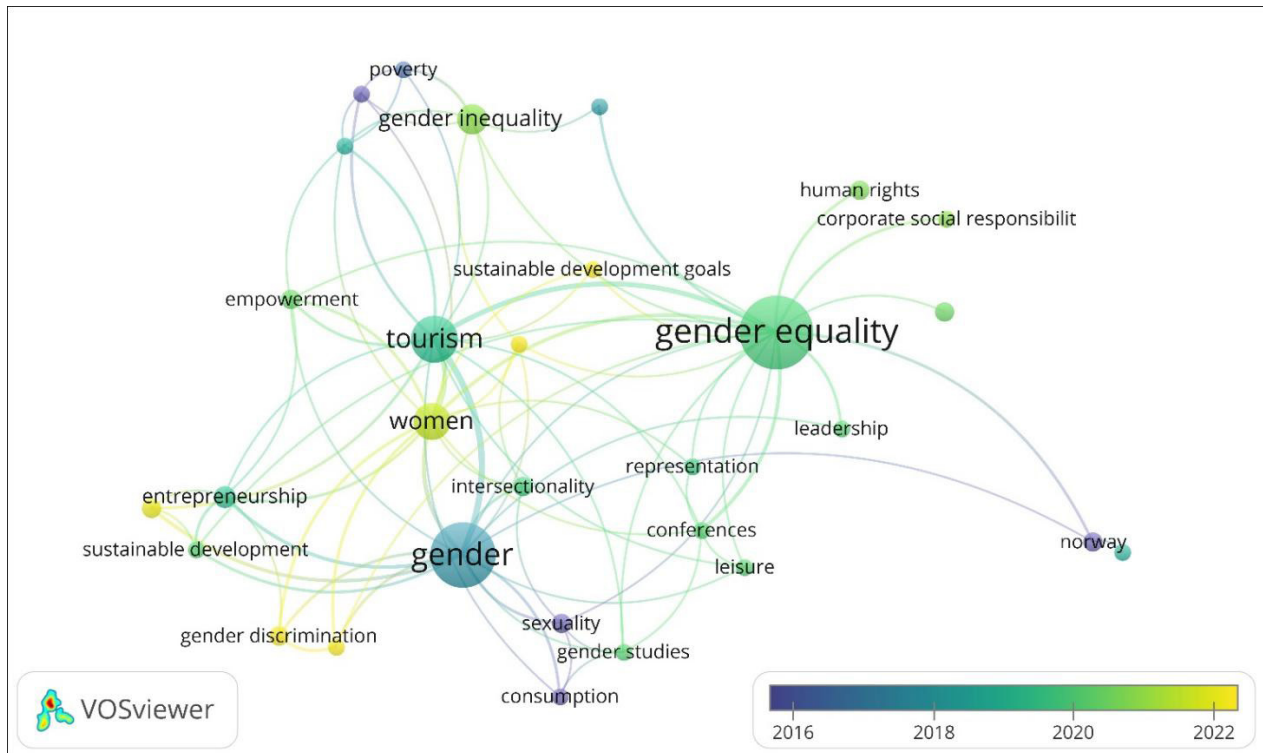 poverty
gender inequality
human rights
corporate social responsibilit
sustainable development goals
empowerment
tourism
gender equality
women
leadership
representation
intersectionality
entrepreneurship
conferences
sustainable development
gender
norway
leisure
sexuality
gender discrimination
gender studies
consumption
VOSviewer
2016 2018 2020 2022